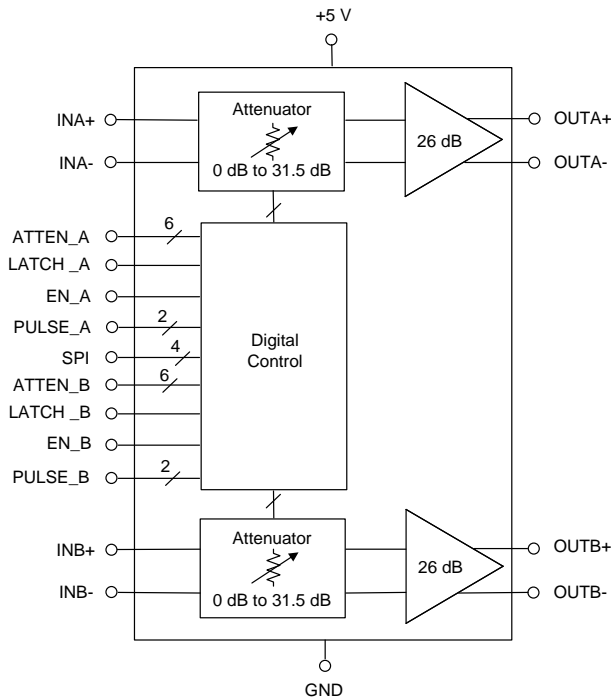 +5 V
INA+
INA-
Attenuator
0 dB to 31.5 dB
26 dB
OUTA+
OUTA-
ATTEN_A
6
LATCH _A
EN_A
PULSE_A
2
SPI
4
ATTEN_B
6
LATCH _B
EN_B
PULSE_B
2
Digital
Control
INB+
INB-
Attenuator
0 dB to 31.5 dB
26 dB
OUTB+
OUTB-
GND